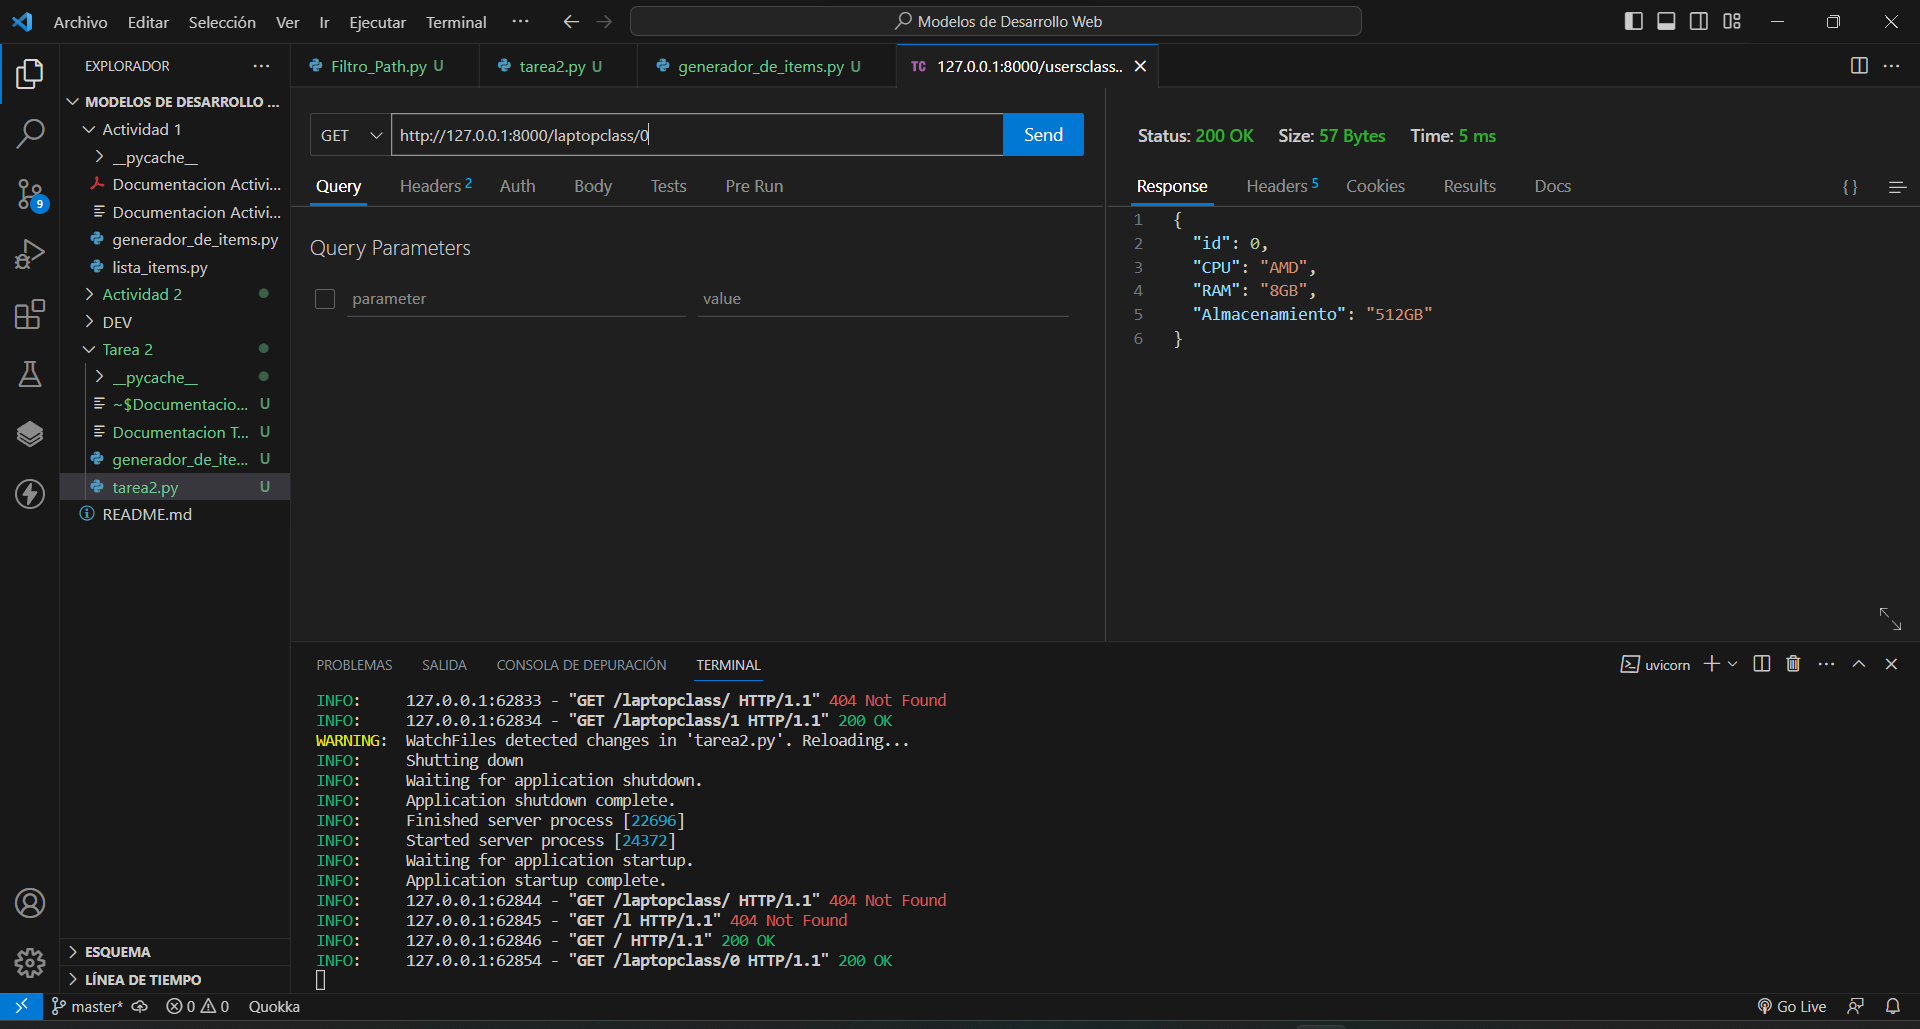 Archivo Editar Selección Ver Ir Ejecutar Terminal ··· Modelos de Desarrollo Web
EXPLORADOR ···
MODELOS DE DESARROLLO ...
Actividad 1
__pycache__
Documentacion Activi...
Documentacion Activi...
generador_de_items.py
lista_items.py
Actividad 2
DEV
Tarea 2
__pycache__
~$Documentacio... U
Documentacion T... U
generador_de_ite... U
tarea2.py U
README.md
ESQUEMA
LÍNEA DE TIEMPO
9
Filtro_Path.py U tarea2.py U generador_de_items.py U TC 127.0.0.1:8000/usersclass..
GET http://127.0.0.1:8000/laptopclass/0 Send
Query Headers 2 Auth Body Tests Pre Run
Query Parameters
parameter value
Status: 200 OK Size: 57 Bytes Time: 5 ms
Response Headers 5 Cookies Results Docs {}
1 {
2 "id": 0,
3 "CPU": "AMD",
4 "RAM": "8GB",
5 "Almacenamiento": "512GB"
6 }
PROBLEMAS SALIDA CONSOLA DE DEPURACIÓN TERMINAL uvicorn
INFO: 127.0.0.1:62833 - "GET /laptopclass/ HTTP/1.1" 404 Not Found
INFO: 127.0.0.1:62834 - "GET /laptopclass/1 HTTP/1.1" 200 OK
WARNING: WatchFiles detected changes in 'tarea2.py'. Reloading...
INFO: Shutting down
INFO: Waiting for application shutdown.
INFO: Application shutdown complete.
INFO: Finished server process [22696]
INFO: Started server process [24372]
INFO: Waiting for application startup.
INFO: Application startup complete.
INFO: 127.0.0.1:62844 - "GET /laptopclass/ HTTP/1.1" 404 Not Found
INFO: 127.0.0.1:62845 - "GET /l HTTP/1.1" 404 Not Found
INFO: 127.0.0.1:62846 - "GET / HTTP/1.1" 200 OK
INFO: 127.0.0.1:62854 - "GET /laptopclass/0 HTTP/1.1" 200 OK
master* 0 0 Quokka Go Live